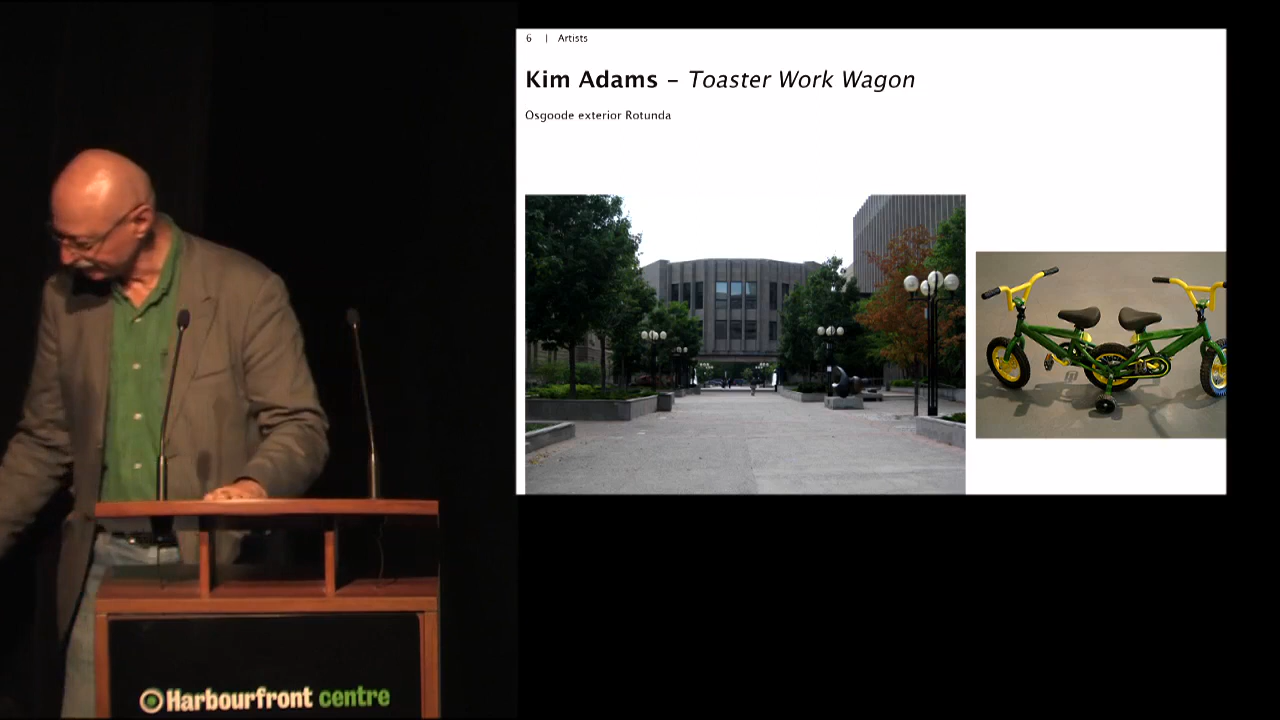 6 | Artists
Kim Adams – Toaster Work Wagon
Osgoode exterior Rotunda
Harbourfront centre